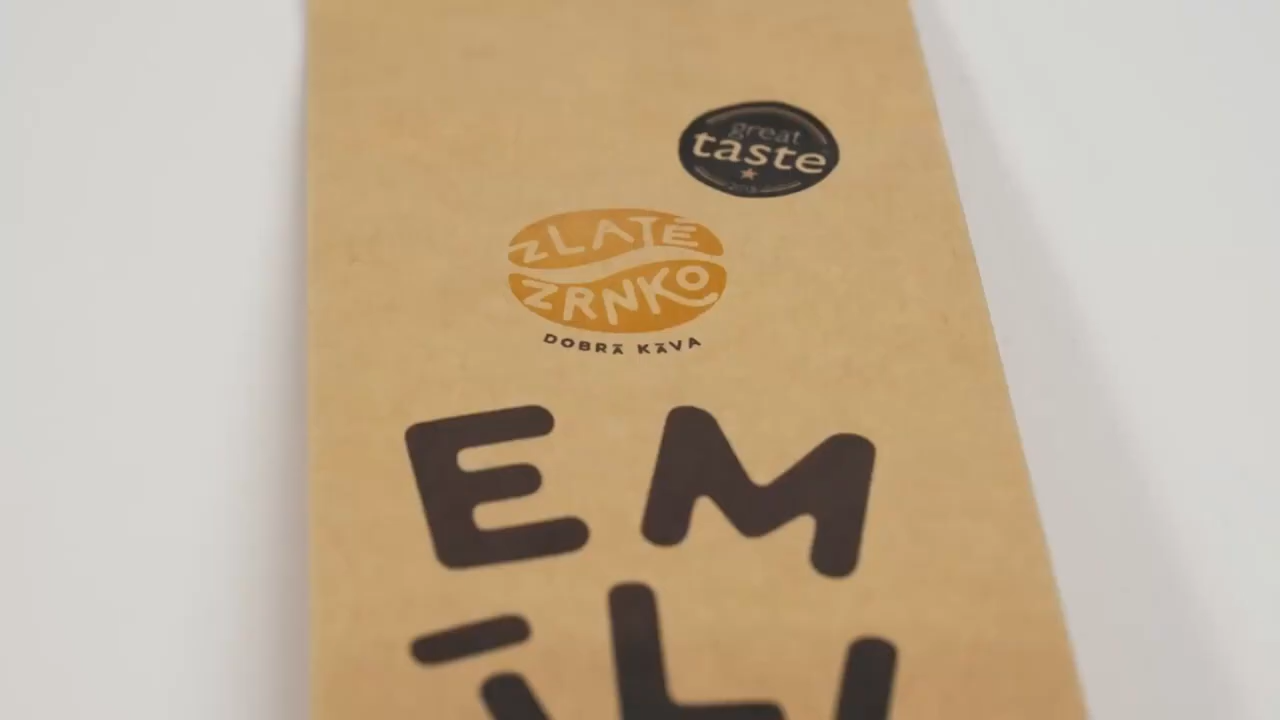 great
taste
ZLATÉ
ZRNKO
DOBRÁ KÁVA
EM